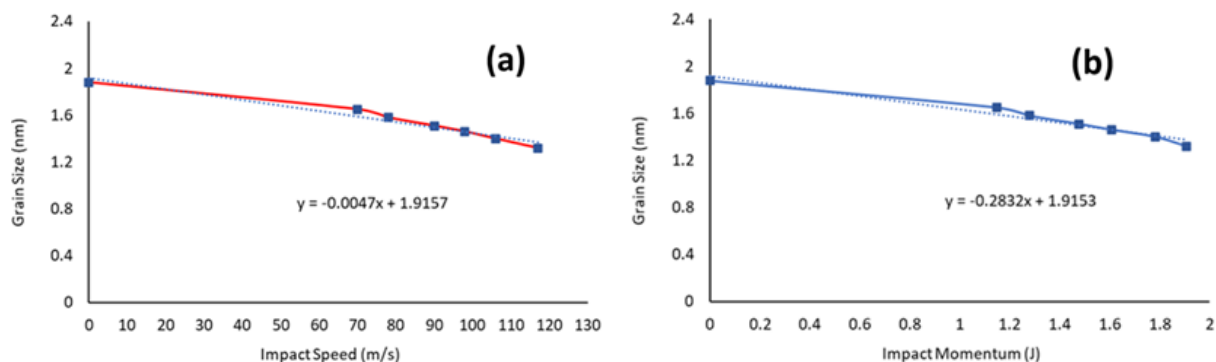 (a)
2.4
2
1.6
1.2
0.8
0.4
0
Grain Size (nm)
y = -0.0047x + 1.9157
0 10 20 30 40 50 60 70 80 90 100 110 120 130
Impact Speed (m/s)
(b)
2.4
2
1.6
1.2
0.8
0.4
0
Grain Size (nm)
y = -0.2832x + 1.9153
0 0.2 0.4 0.6 0.8 1 1.2 1.4 1.6 1.8 2
Impact Momentum (J)